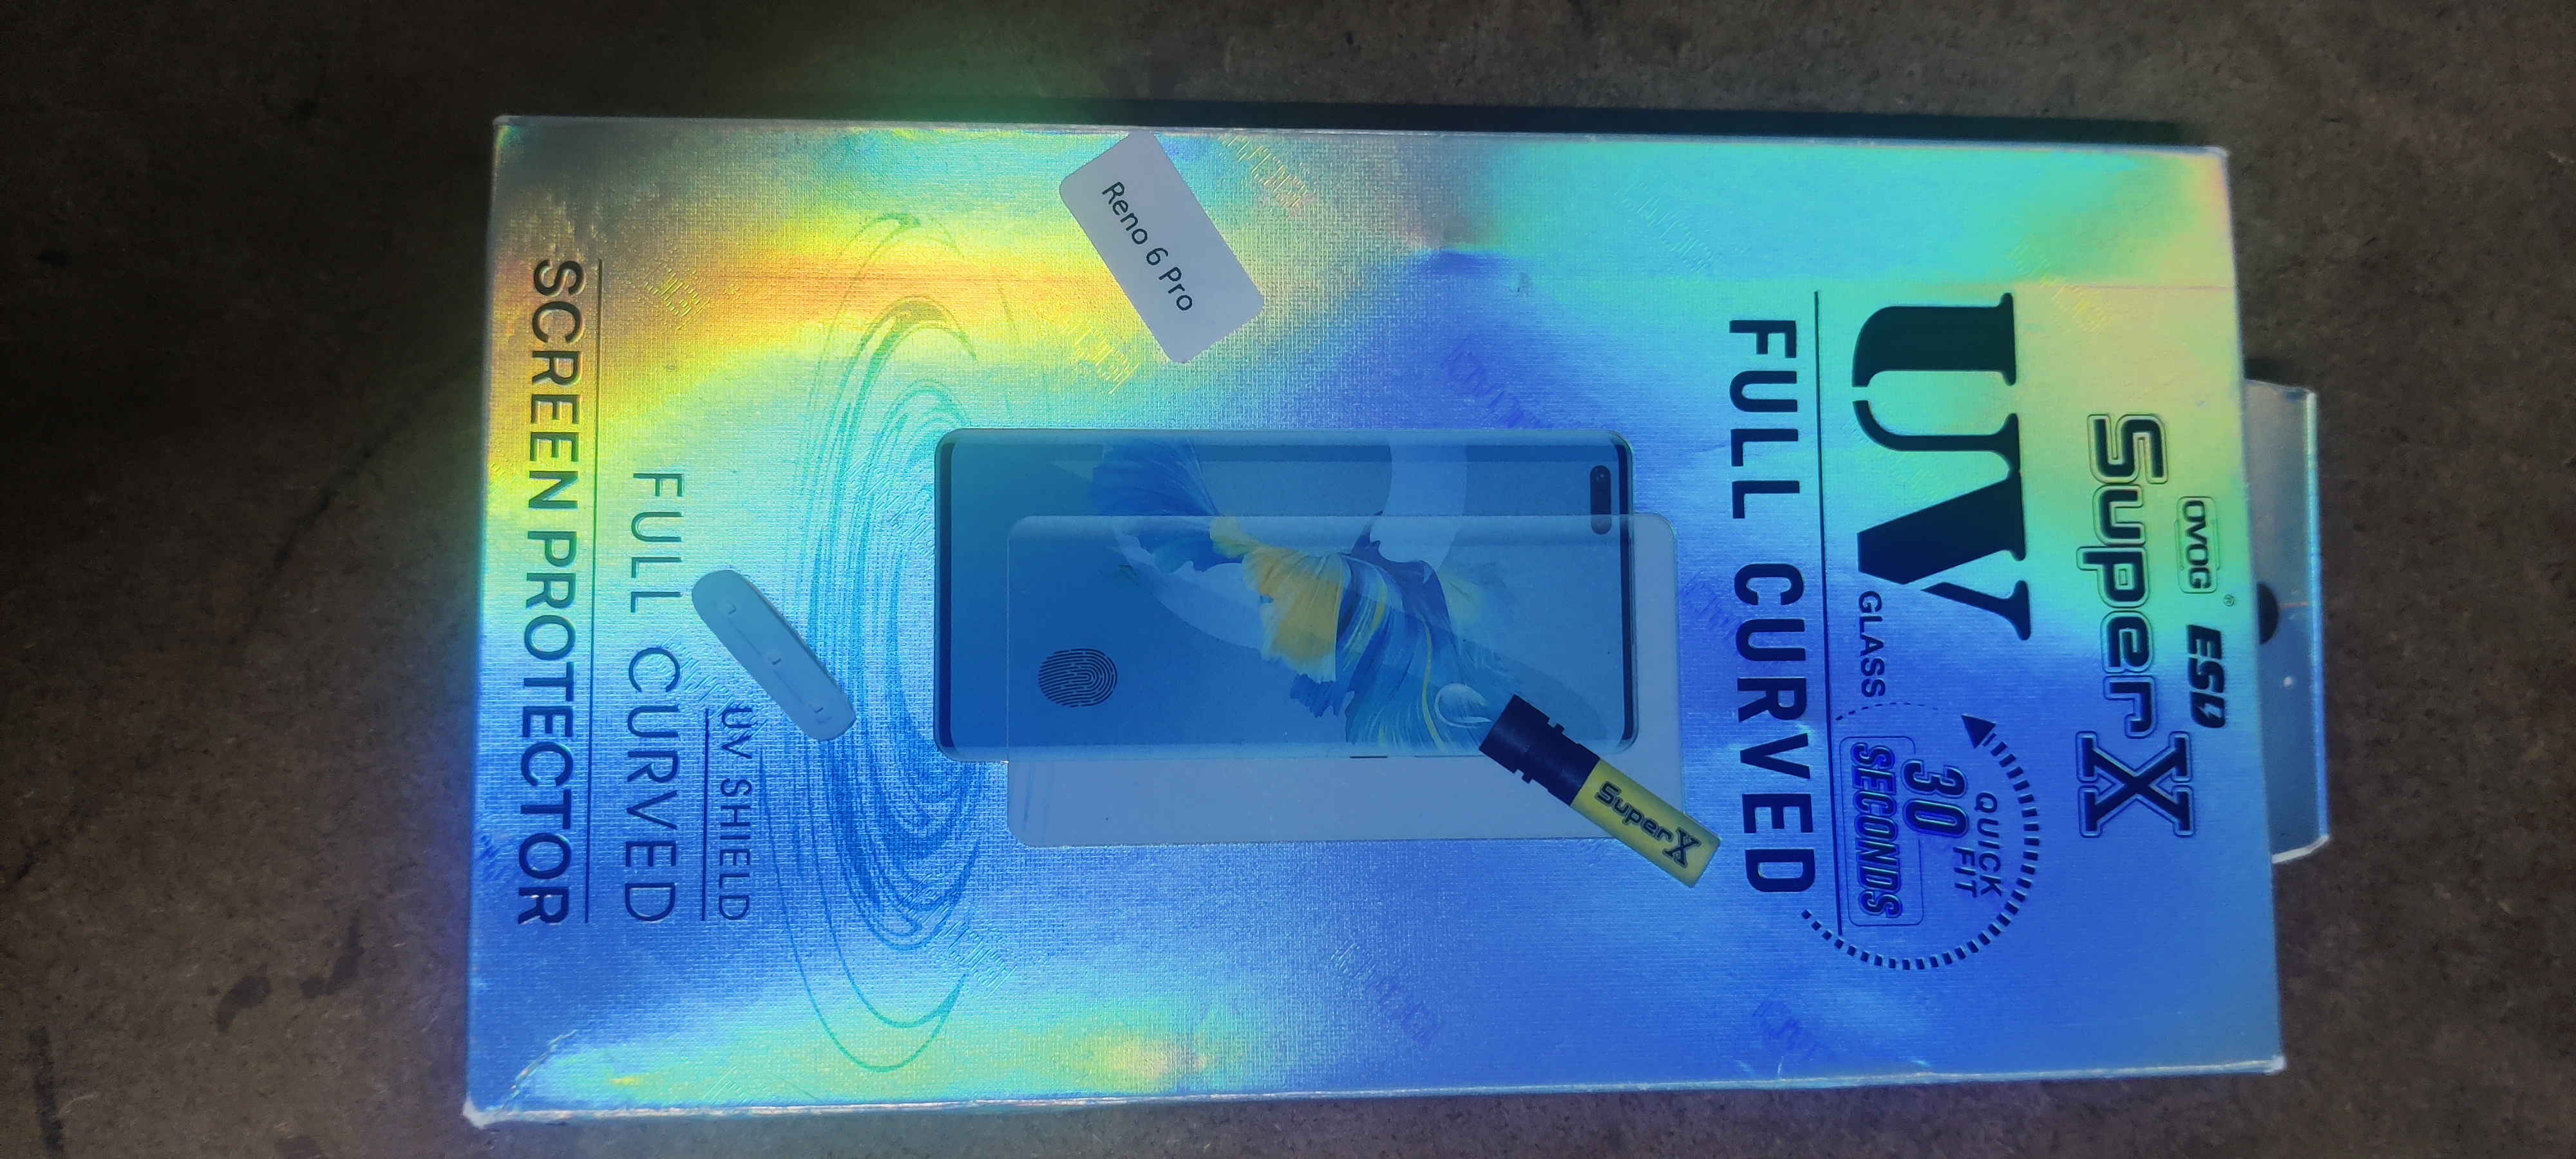 OVOG® ESD
SuperX
UV GLASS
QUICK
FIT
30
SECONDS
FULL CURVED
SuperX
Reno 6 Pro
UV SHIELD
FULL CURVED
SCREEN PROTECTOR